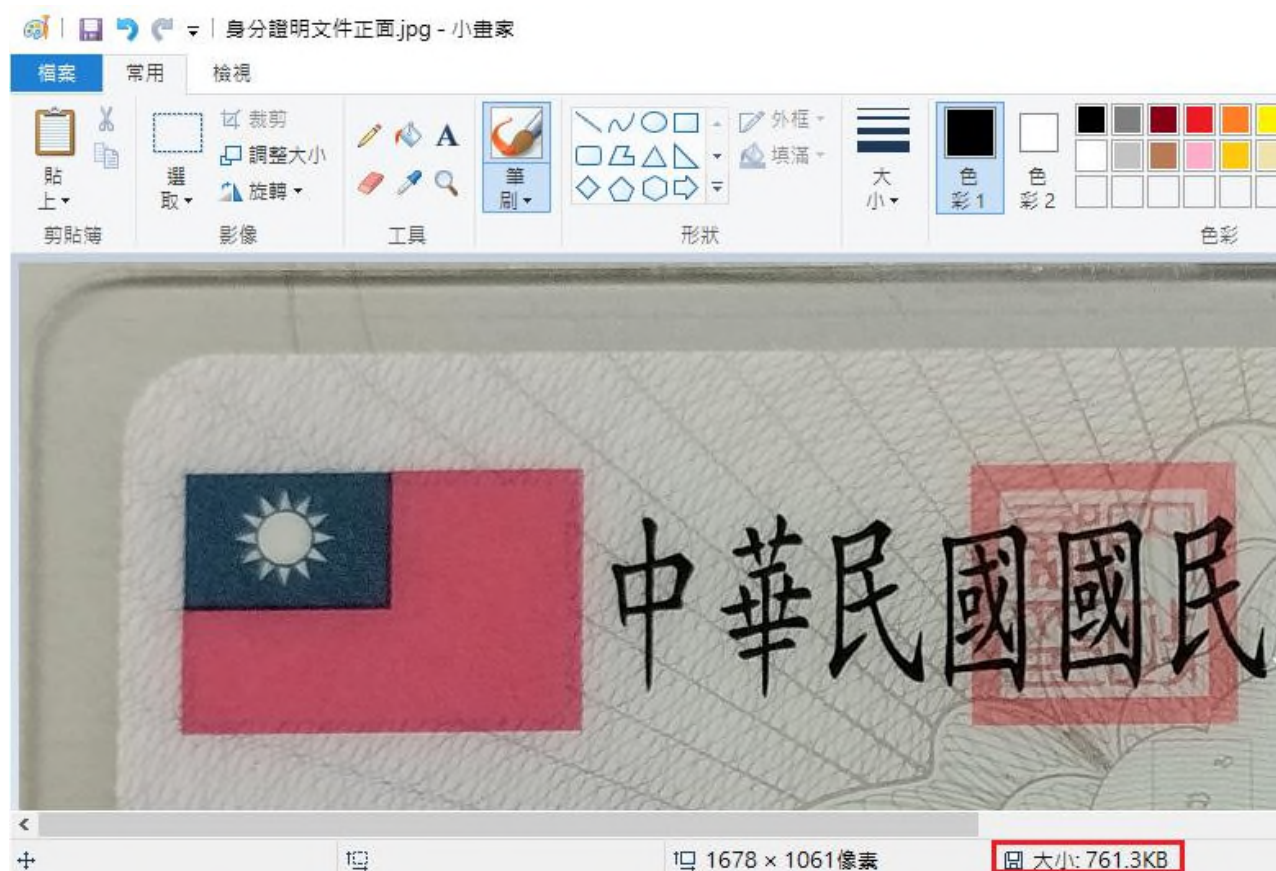 身分證明文件正面.jpg - 小畫家
檔案 常用 檢視
貼上
剪貼簿
選取
裁剪
調整大小
旋轉
影像
A
工具
筆刷
外框
填滿
形狀
大小
色彩 1
色彩 2
色彩
中華民國國民
1678 × 1061像素
大小: 761.3KB